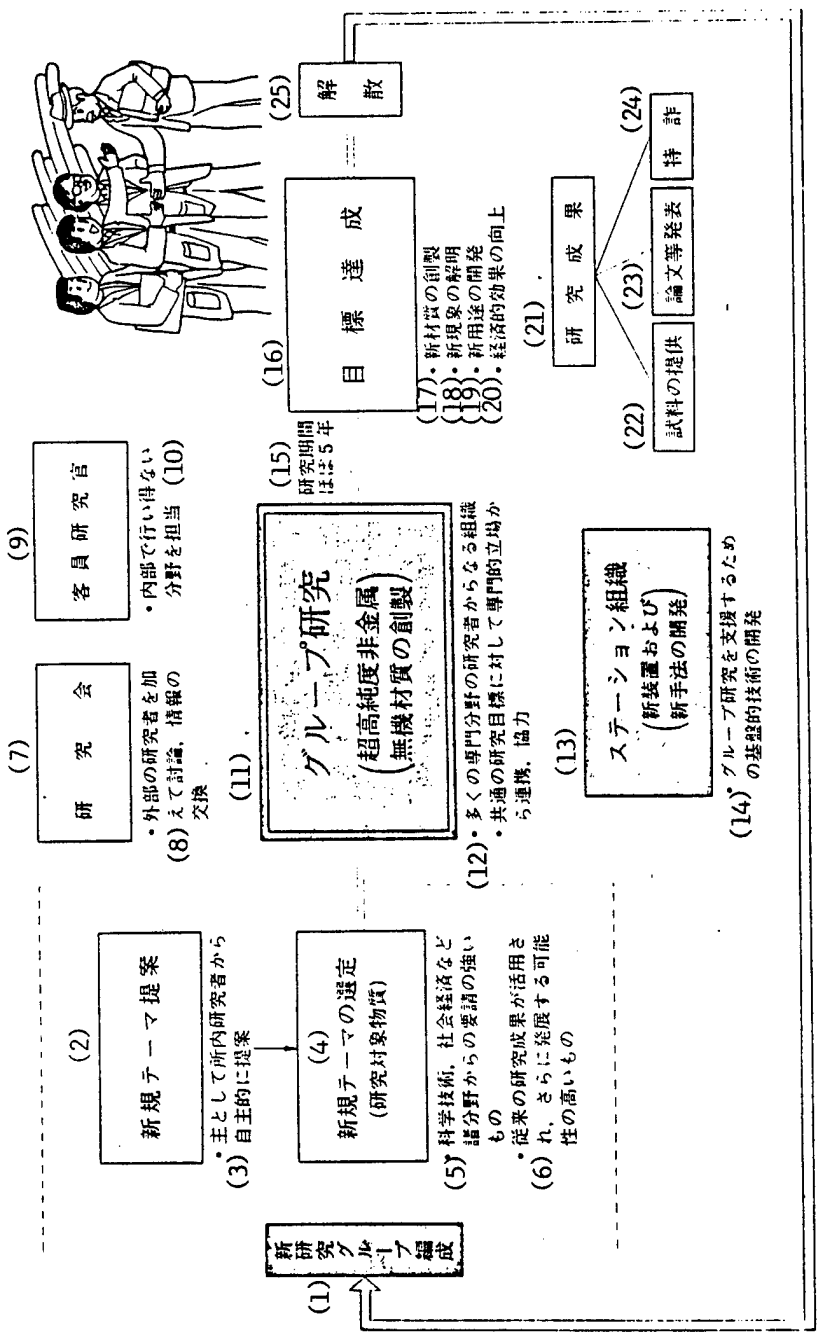 (1)
新研究グループ編成
(2)
新規テーマ提案
(3)
・主として所内研究者から
自主的に提案
(4)
新規テーマの選定
(研究対象物質)
(5)
・科学技術，社会経済など
諸分野からの要請の強い
もの
(6)
・従来の研究成果が活用さ
れ，さらに発展する可能
性の高いもの
(7)
研究会
(8)
・外部の研究者を加
えて討論，情報の
交換
(9)
客員研究官
(10)
・内部で行い得ない
分野を担当
(11)
グループ研究
(超高純度非金属
無機材質の創製)
(12)
・多くの専門分野の研究者からなる組織
・共通の研究目標に対して専門的立場か
ら連携，協力
(13)
ステーション組織
(新装置および
新手法の開発)
(14)
・グループ研究を支援するため
の基盤的技術の開発
(15)
研究期間
ほぼ5年
(16)
目標達成
(17)・新材質の創製
(18)・新現象の解明
(19)・新用途の開発
(20)・経済的効果の向上
(21)
研究成果
(22)
試料の提供
(23)
論文等発表
(24)
特許
(25)
解散